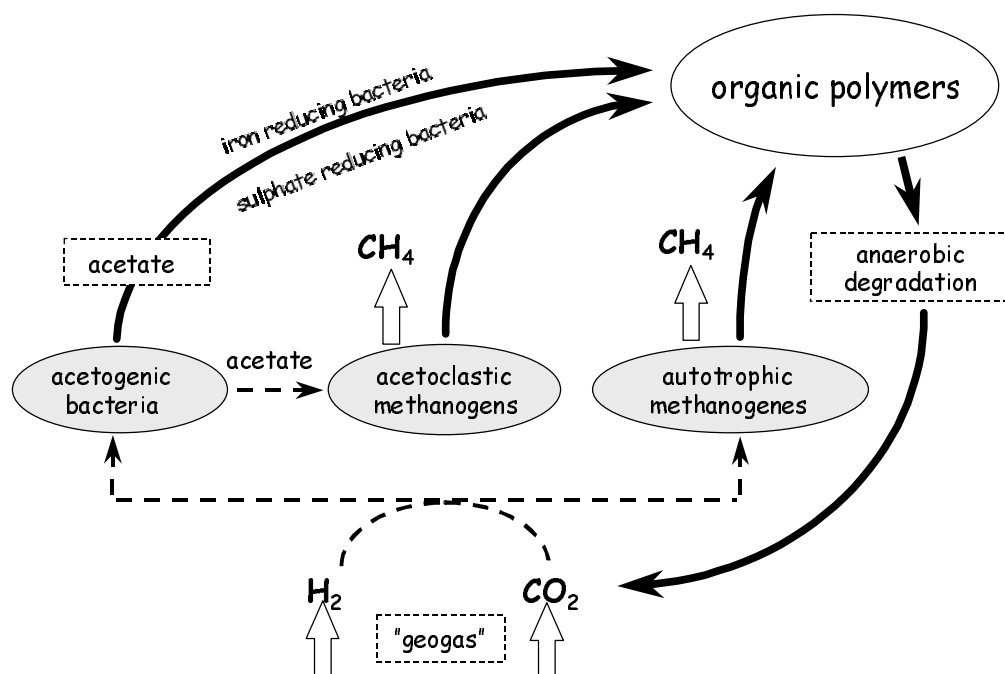 organic polymers
iron reducing bacteria
sulphate reducing bacteria
CH₄
CH₄
acetate
anaerobic
degradation
acetate
acetogenic
bacteria
acetoclastic
methanogens
autotrophic
methanogenes
H₂
CO₂
"geogas"